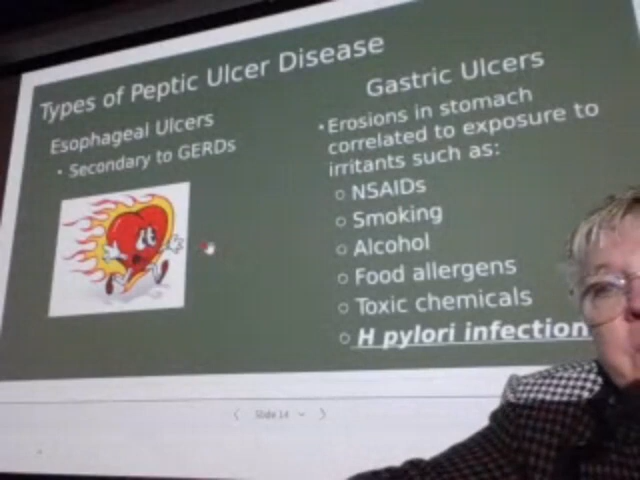 Types of Peptic Ulcer Disease
Esophageal Ulcers
• Secondary to GERDs
Gastric Ulcers
• Erosions in stomach
correlated to exposure to
irritants such as:
○ NSAIDs
○ Smoking
○ Alcohol
○ Food allergens
○ Toxic chemicals
○ H pylori infection
Slide 14